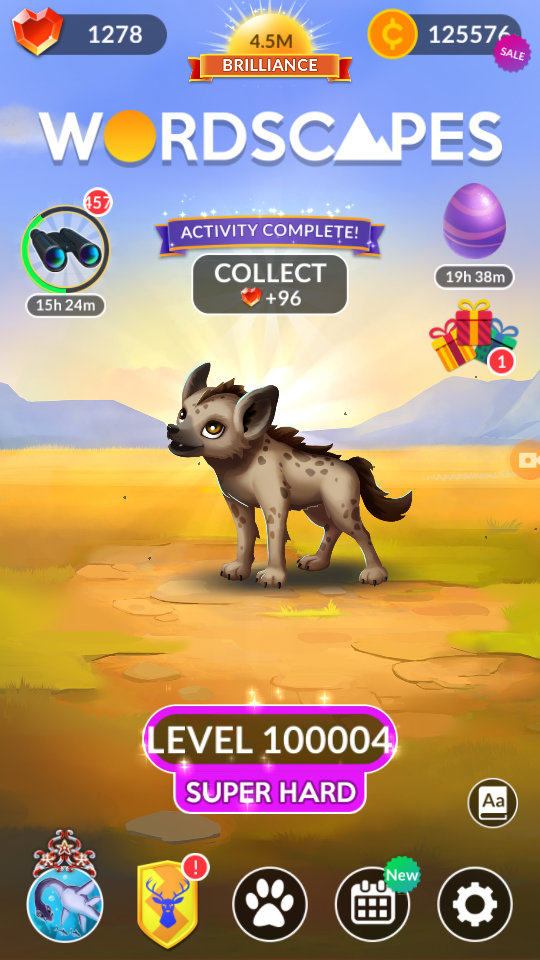 1278
4.5M
BRILLIANCE
125576
SALE
WORDSCAPES
457
15h 24m
ACTIVITY COMPLETE!
COLLECT
+96
19h 38m
1
LEVEL 100004
SUPER HARD
Aa
!
New